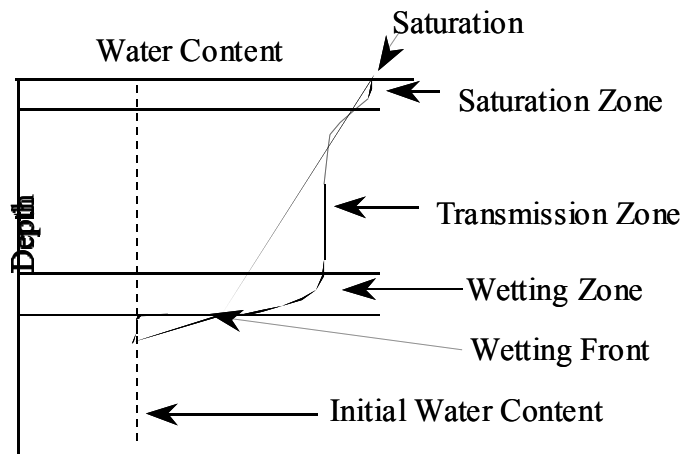 Saturation
Water Content
Saturation Zone
Depth
Transmission Zone
Wetting Zone
Wetting Front
Initial Water Content